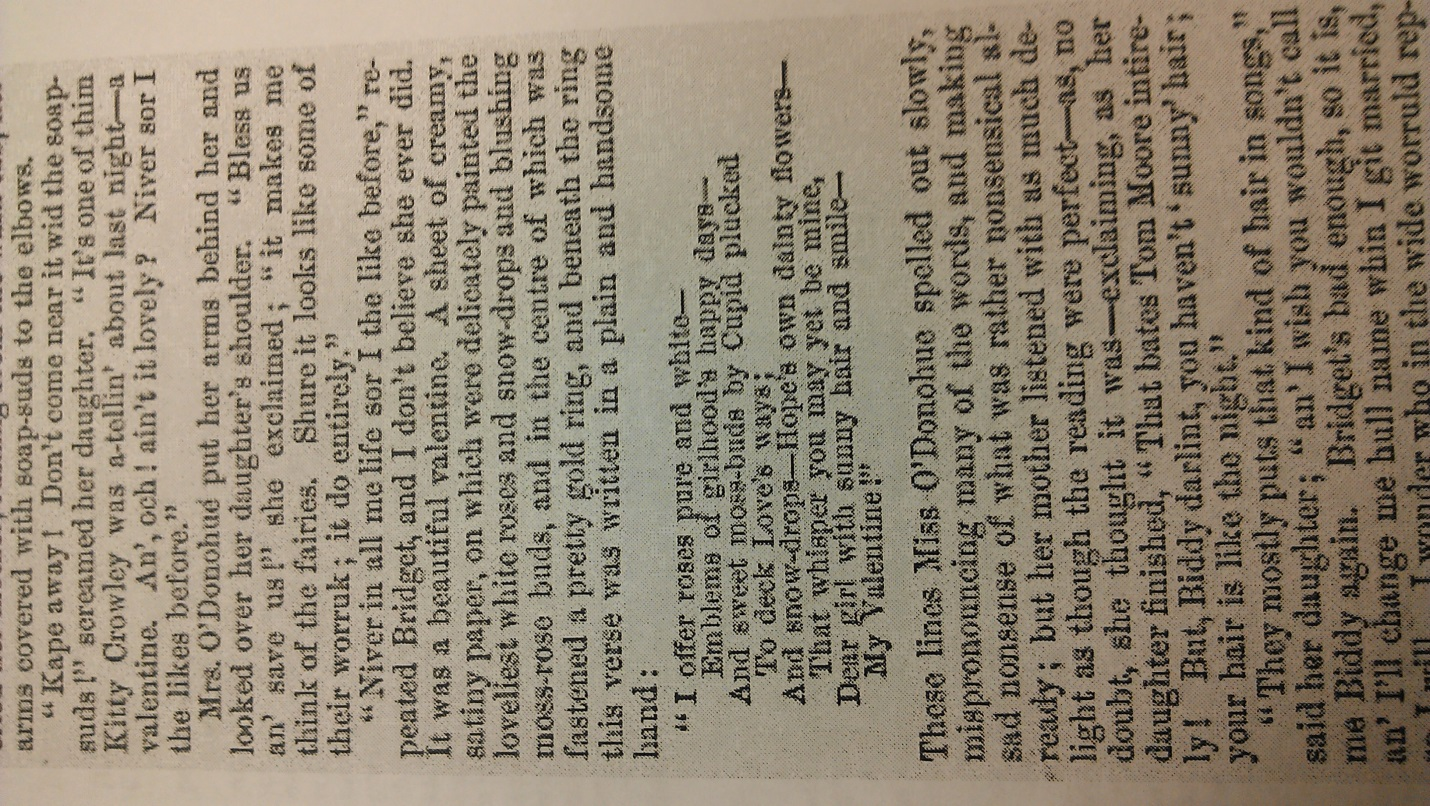 arms covered with soap-suds to the elbows.
"Kape away! Don't come near it wid the soap-
suds!" screamed her daughter. "It's one of thim
Kitty Crowley was a-tellin' about last night—a
valentine. An', och! ain't it lovely? Niver sor I
the likes before."
Mrs. O'Donohue put her arms behind her and
looked over her daughter's shoulder. "Bless us
an' save us!" she exclaimed; "it makes me
think of the fairies. Shure it looks like some of
their worruk; it do entirely."
"Niver in all me life sor I the like before," re-
peated Bridget, and I don't believe she ever did.
It was a beautiful valentine. A sheet of creamy,
satiny paper, on which were delicately painted the
loveliest white roses and snow-drops and blushing
moss-rose buds, and in the centre of which was
fastened a pretty gold ring, and beneath the ring
this verse was written in a plain and handsome
hand:
"I offer roses pure and white—
Emblems of girlhood's happy days—
And sweet moss-buds by Cupid plucked
To deck Love's ways;
And snow-drops—Hope's own dainty flowers—
That whisper you may yet be mine,
Dear girl with sunny hair and smile—
My Valentine!"
These lines Miss O'Donohue spelled out slowly,
mispronouncing many of the words, and making
sad nonsense of what was rather nonsensical al-
ready; but her mother listened with as much de-
light as though the reading were perfect—as, no
doubt, she thought it was—exclaiming, as her
daughter finished, "That bates Tom Moore intire-
ly! But, Biddy darlint, you haven't 'sunny' hair;
your hair is like the night."
"They mostly puts that kind of hair in songs,"
said her daughter; "an' I wish you wouldn't call
me Biddy again. Bridget's bad enough, so it is,
an' I'll change me hull name whin I git married,
so I will. I wonder who in the wide worruld rep-